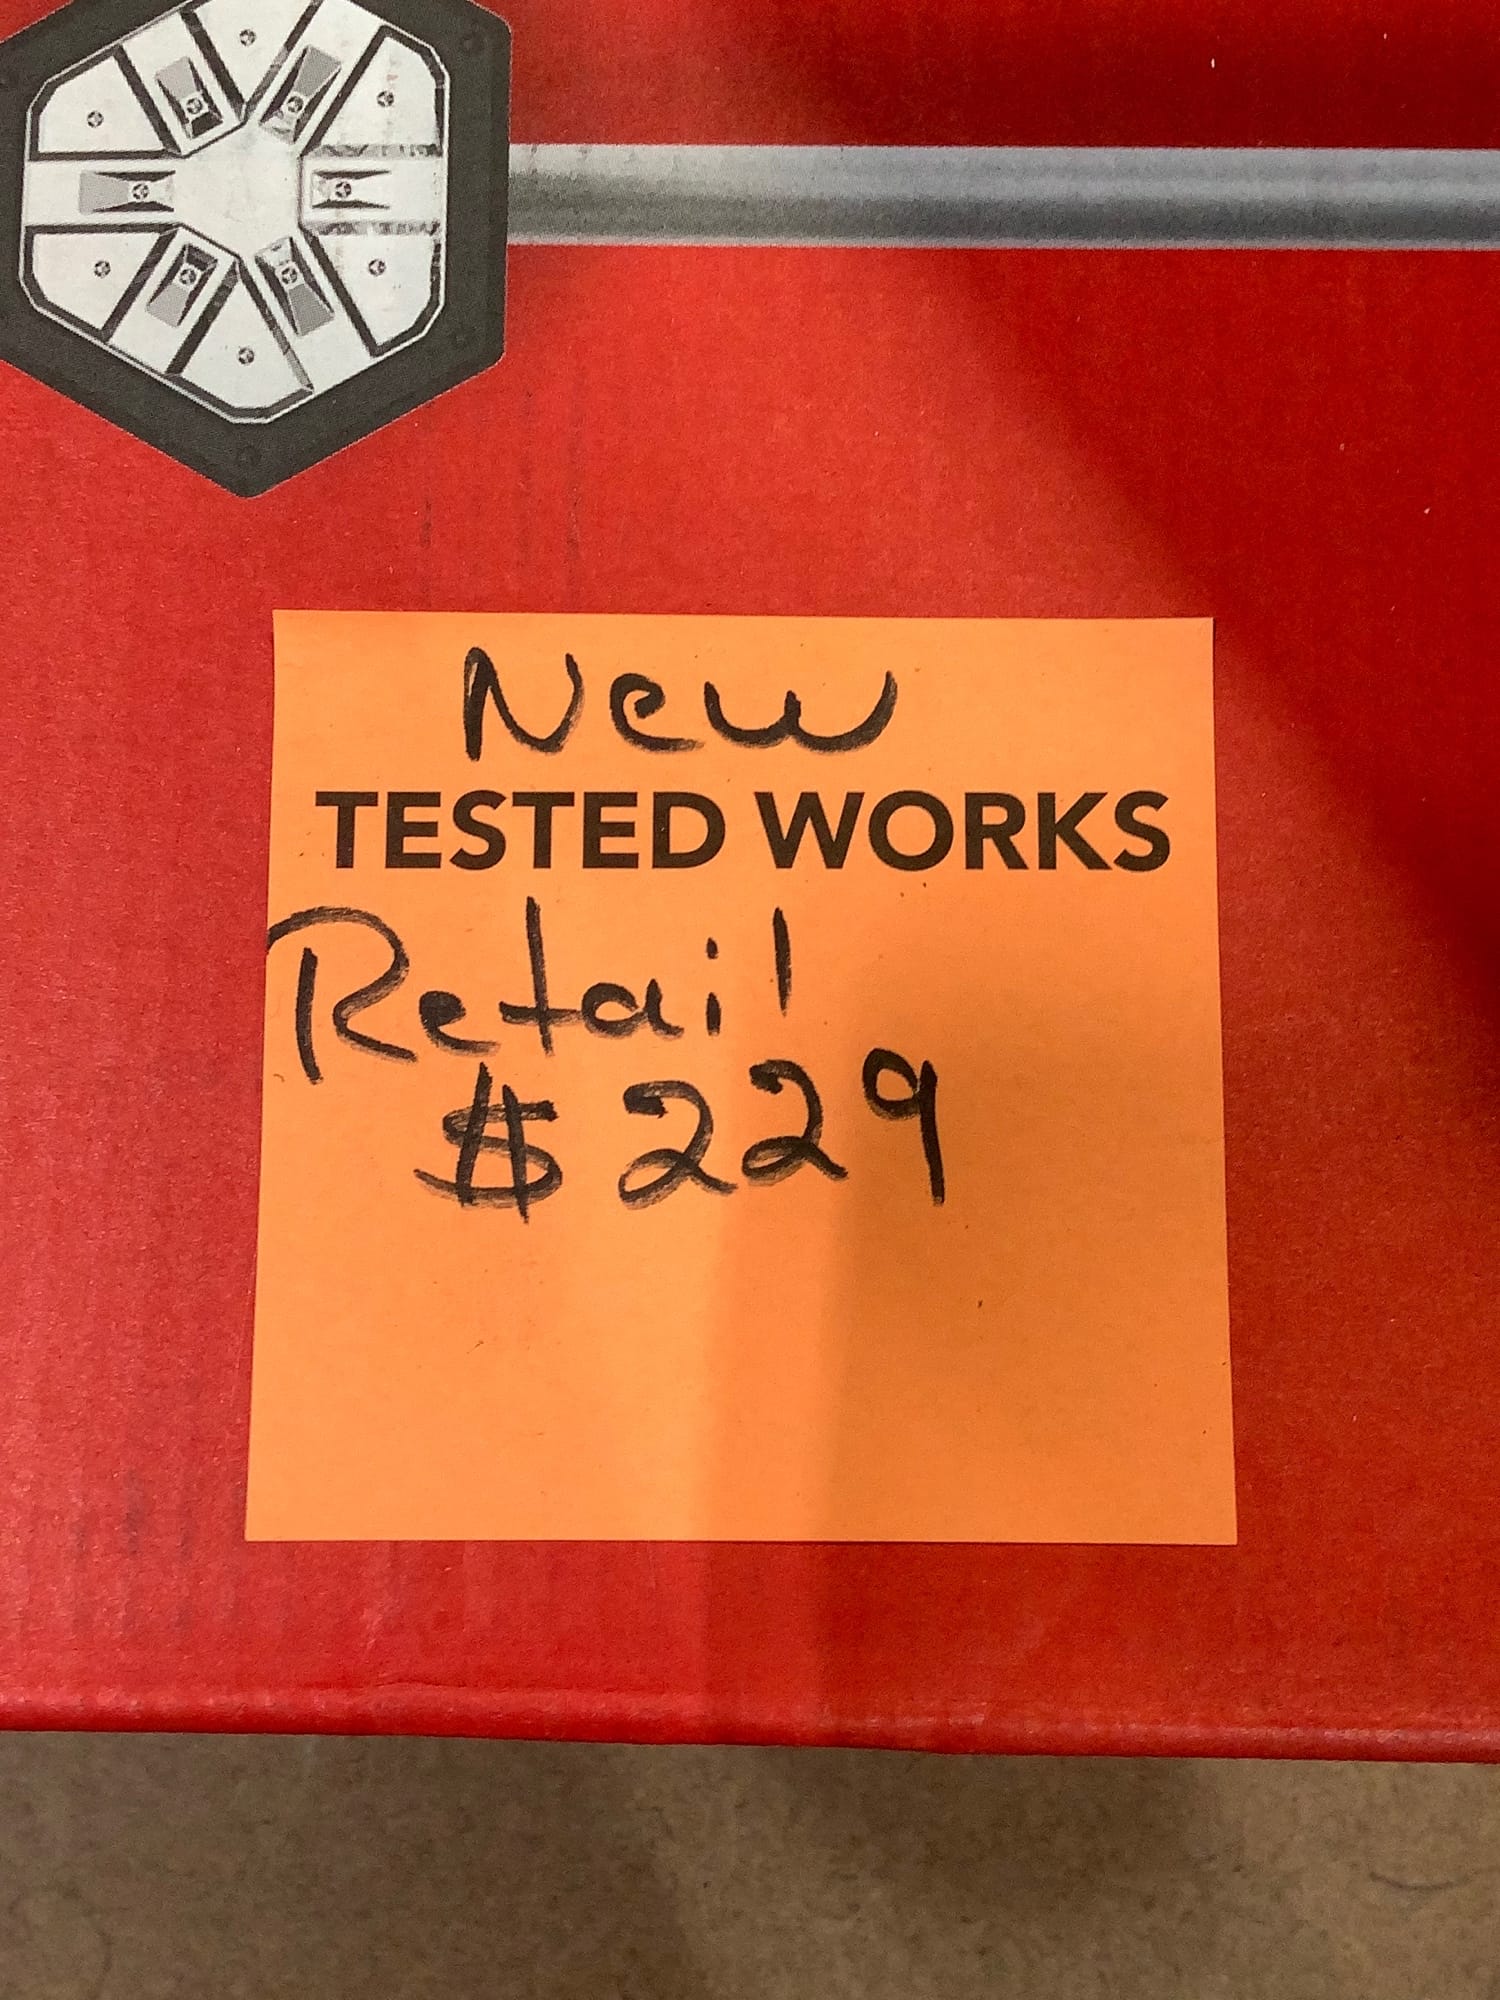 New
TESTED WORKS
Retail
$229